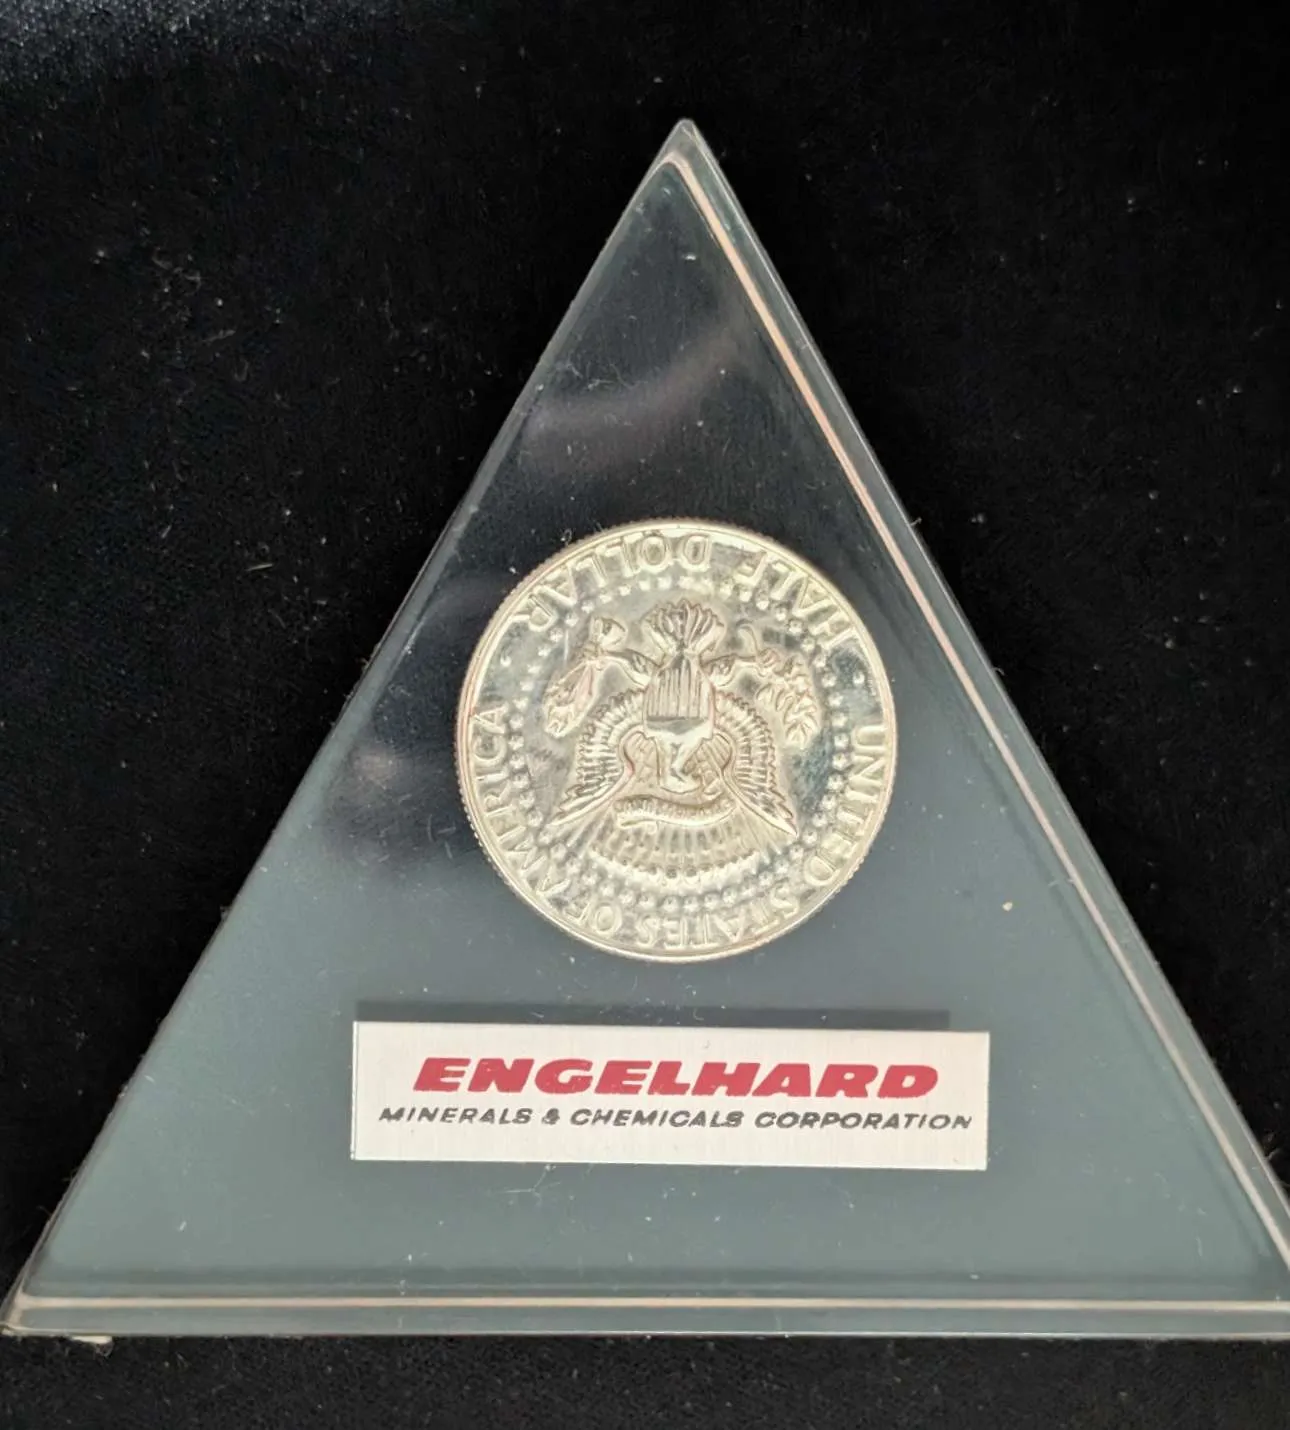 HALF DOLLAR
UNITED STATES OF AMERICA
ENGELHARD
MINERALS & CHEMICALS CORPORATION